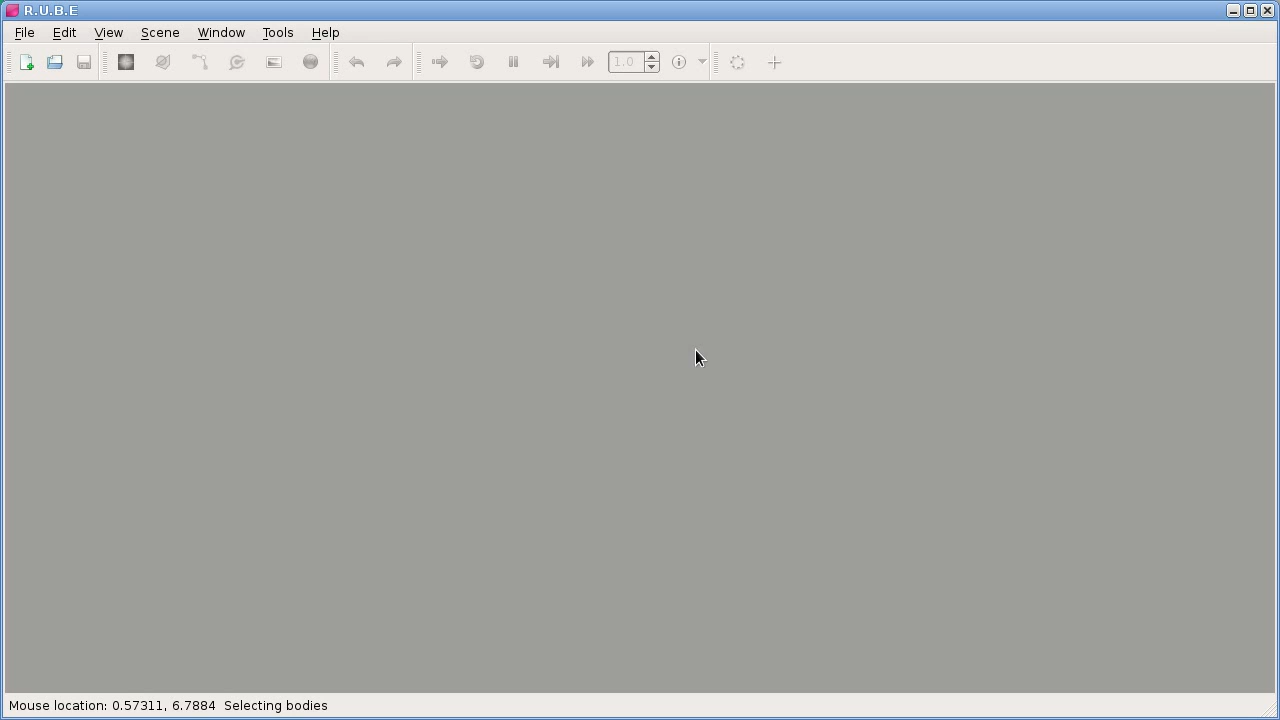 R.U.B.E
File Edit View Scene Window Tools Help
1.0
Mouse location: 0.57311, 6.7884 Selecting bodies